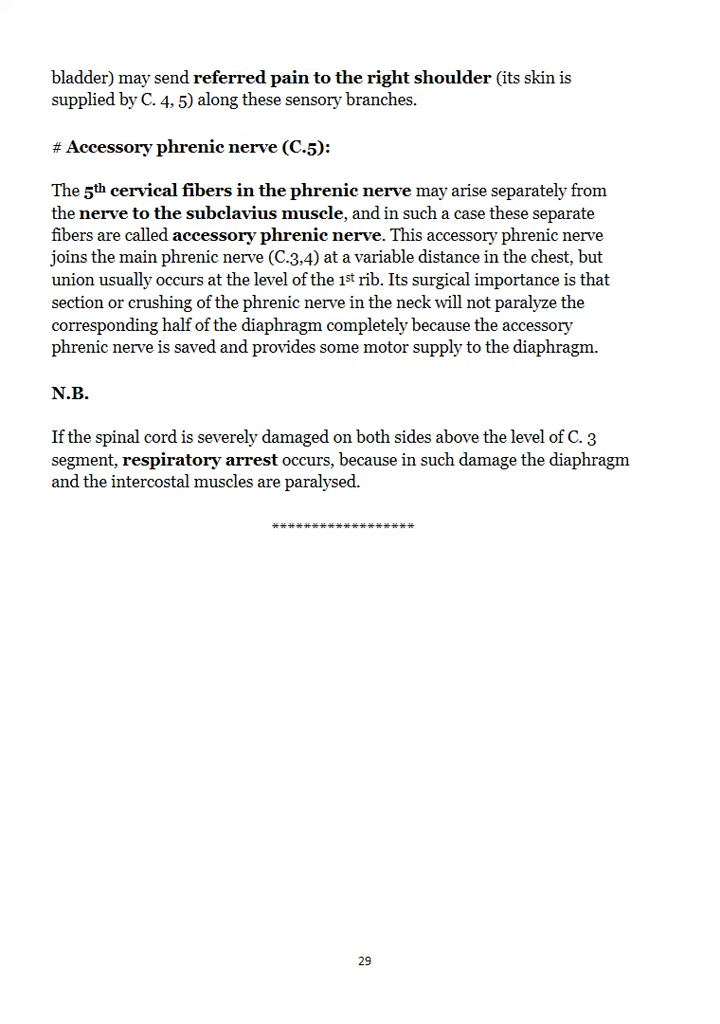 bladder) may send referred pain to the right shoulder (its skin is
supplied by C. 4, 5) along these sensory branches.
# Accessory phrenic nerve (C.5):
The 5th cervical fibers in the phrenic nerve may arise separately from
the nerve to the subclavius muscle, and in such a case these separate
fibers are called accessory phrenic nerve. This accessory phrenic nerve
joins the main phrenic nerve (C.3,4) at a variable distance in the chest, but
union usually occurs at the level of the 1st rib. Its surgical importance is that
section or crushing of the phrenic nerve in the neck will not paralyze the
corresponding half of the diaphragm completely because the accessory
phrenic nerve is saved and provides some motor supply to the diaphragm.
N.B.
If the spinal cord is severely damaged on both sides above the level of C. 3
segment, respiratory arrest occurs, because in such damage the diaphragm
and the intercostal muscles are paralysed.
******************
29